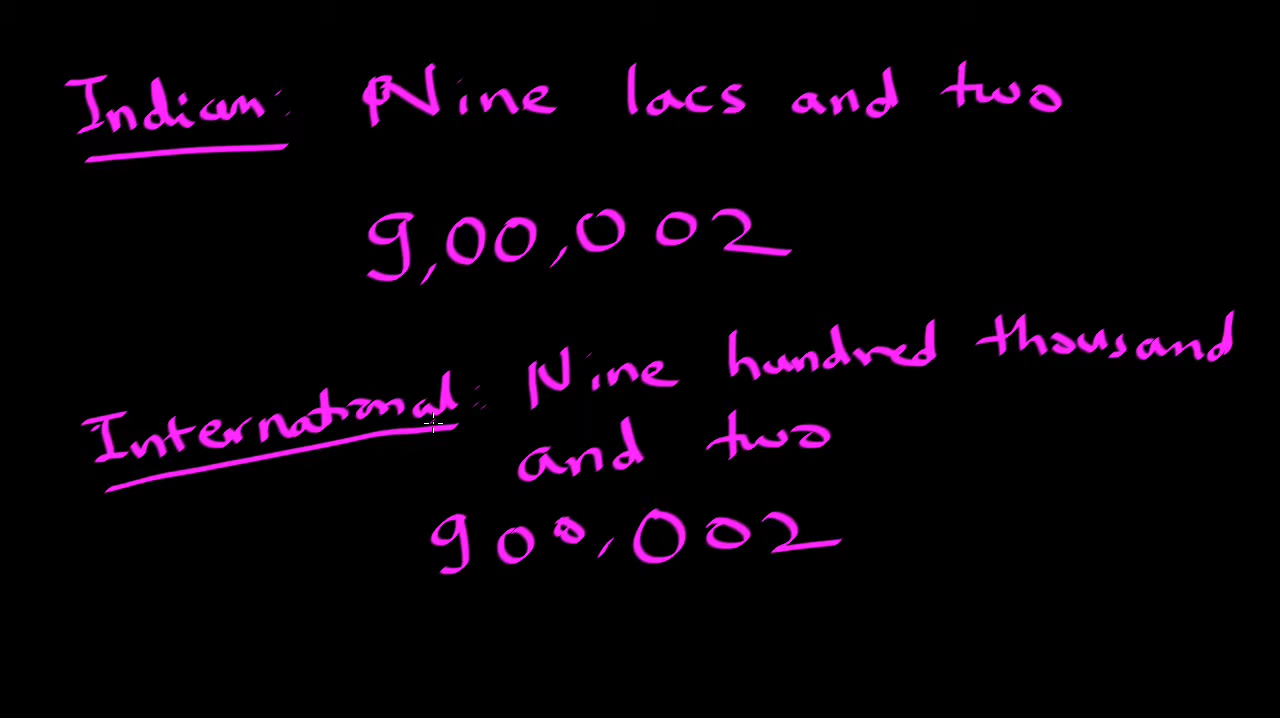 Indian: Nine lacs and two
9,00,002
International: Nine hundred thousand
and two
900,002